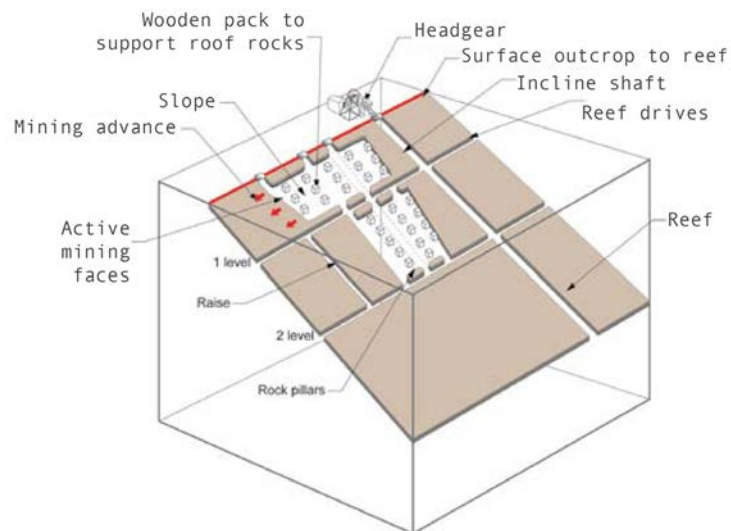 Wooden pack to
support roof rocks
Headgear
Surface outcrop to reef
Incline shaft
Reef drives
Slope
Mining advance
Active
mining
faces
Reef
1 level
Raise
2 level
Rock pillars